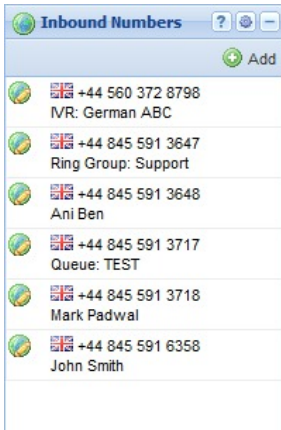 Inbound Numbers ? 
Add
+44 560 372 8798
IVR: German ABC
+44 845 591 3647
Ring Group: Support
+44 845 591 3648
Ani Ben
+44 845 591 3717
Queue: TEST
+44 845 591 3718
Mark Padwal
+44 845 591 6358
John Smith